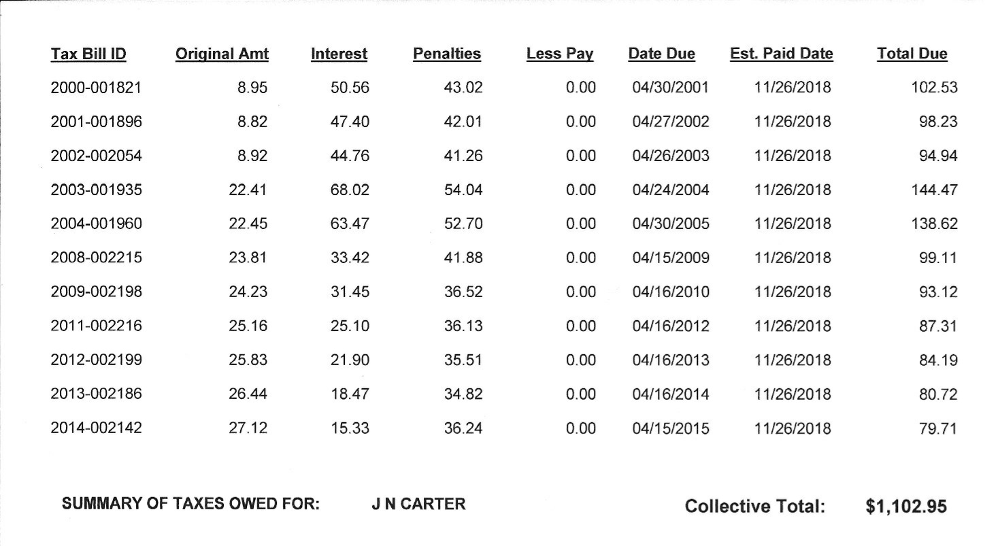 Tax Bill ID Original Amt Interest Penalties Less Pay Date Due Est. Paid Date Total Due
2000-001821 8.95 50.56 43.02 0.00 04/30/2001 11/26/2018 102.53
2001-001896 8.82 47.40 42.01 0.00 04/27/2002 11/26/2018 98.23
2002-002054 8.92 44.76 41.26 0.00 04/26/2003 11/26/2018 94.94
2003-001935 22.41 68.02 54.04 0.00 04/24/2004 11/26/2018 144.47
2004-001960 22.45 63.47 52.70 0.00 04/30/2005 11/26/2018 138.62
2008-002215 23.81 33.42 41.88 0.00 04/15/2009 11/26/2018 99.11
2009-002198 24.23 31.45 36.52 0.00 04/16/2010 11/26/2018 93.12
2011-002216 25.16 25.10 36.13 0.00 04/16/2012 11/26/2018 87.31
2012-002199 25.83 21.90 35.51 0.00 04/16/2013 11/26/2018 84.19
2013-002186 26.44 18.47 34.82 0.00 04/16/2014 11/26/2018 80.72
2014-002142 27.12 15.33 36.24 0.00 04/15/2015 11/26/2018 79.71
SUMMARY OF TAXES OWED FOR: J N CARTER Collective Total: $1,102.95